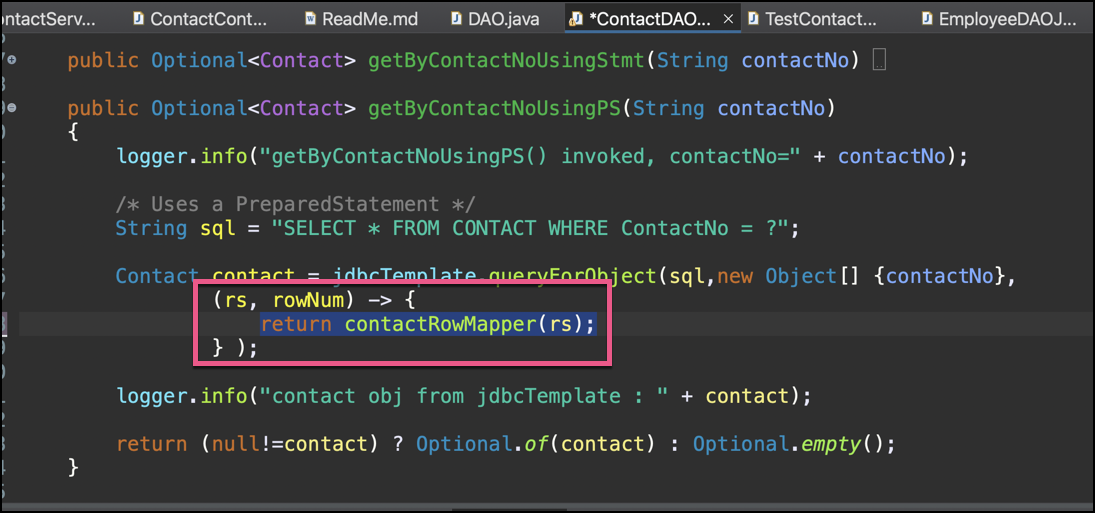 ontactServ... ContactCont... ReadMe.md DAO.java *ContactDAO... × TestContact... EmployeeDAOJ...
public Optional<Contact> getByContactNoUsingStmt(String contactNo)
public Optional<Contact> getByContactNoUsingPS(String contactNo)
{
logger.info("getByContactNoUsingPS() invoked, contactNo=" + contactNo);
/* Uses a PreparedStatement */
String sql = "SELECT * FROM CONTACT WHERE ContactNo = ?";
Contact contact = jdbcTemplate.queryForObject(sql,new Object[] {contactNo},
(rs, rowNum) -> {
return contactRowMapper(rs);
} );
logger.info("contact obj from jdbcTemplate : " + contact);
return (null!=contact) ? Optional.of(contact) : Optional.empty();
}